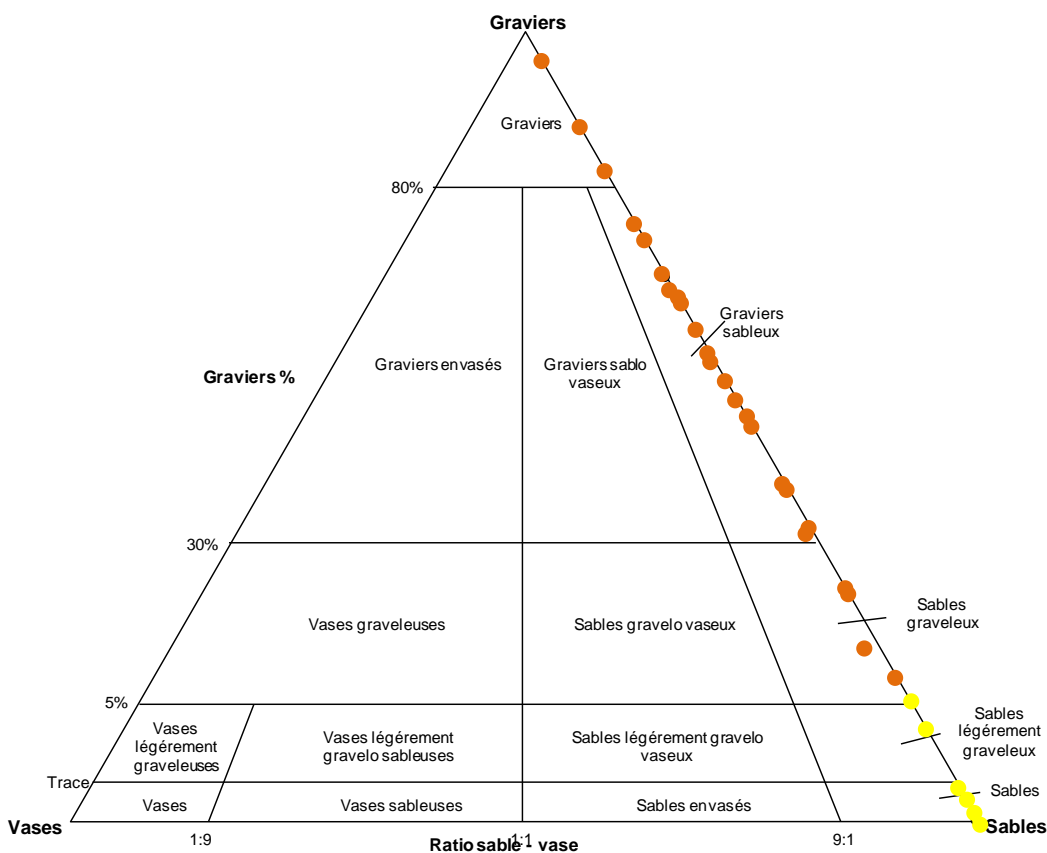 Graviers
Graviers
80%
Graviers
sableux
Graviers envasés
Graviers sablo
vaseux
Graviers %
30%
Vases graveleuses
Sables gravelo vaseux
Sables
graveleux
5%
Vases
légérement
graveleuses
Vases légérement
gravelo sableuses
Sables légérement gravelo
vaseux
Sables
légérement
graveleux
Trace
Vases
Vases sableuses
Sables envasés
Sables
Vases
Sables
1:9
1:1
9:1
Ratio sable - vase